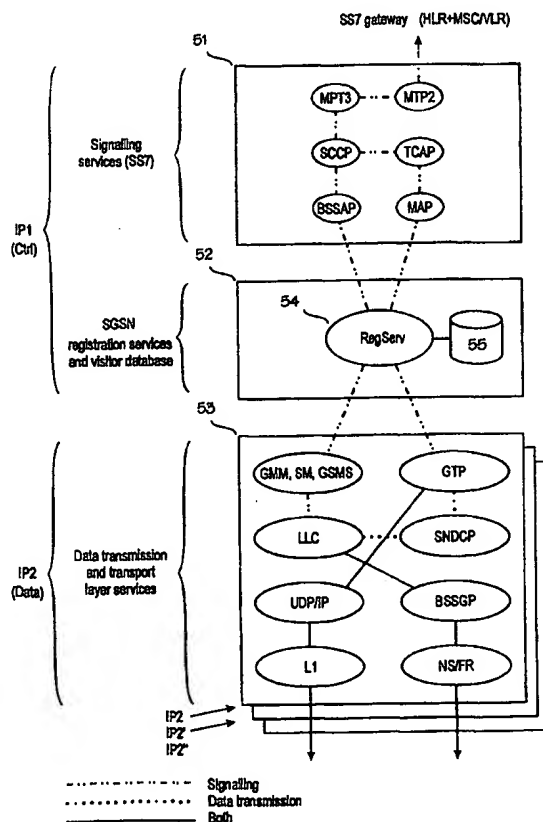 SS7 gateway (HLR+MSC/VLR)
51
MPT3
MTP2
Signalling
services (SS7)
SCCP
TCAP
BSSAP
MAP
IP1
(Ctrl)
52
54
SGSN
registration services
and visitor database
RegServ
55
53
GMM, SM, GSMS
GTP
LLC
SNDCP
IP2
(Data)
Data transmission
and transport
layer services
UDP/IP
BSSGP
L1
NS/FR
IP2
IP2'
IP2"
Signalling
Data transmission
Both